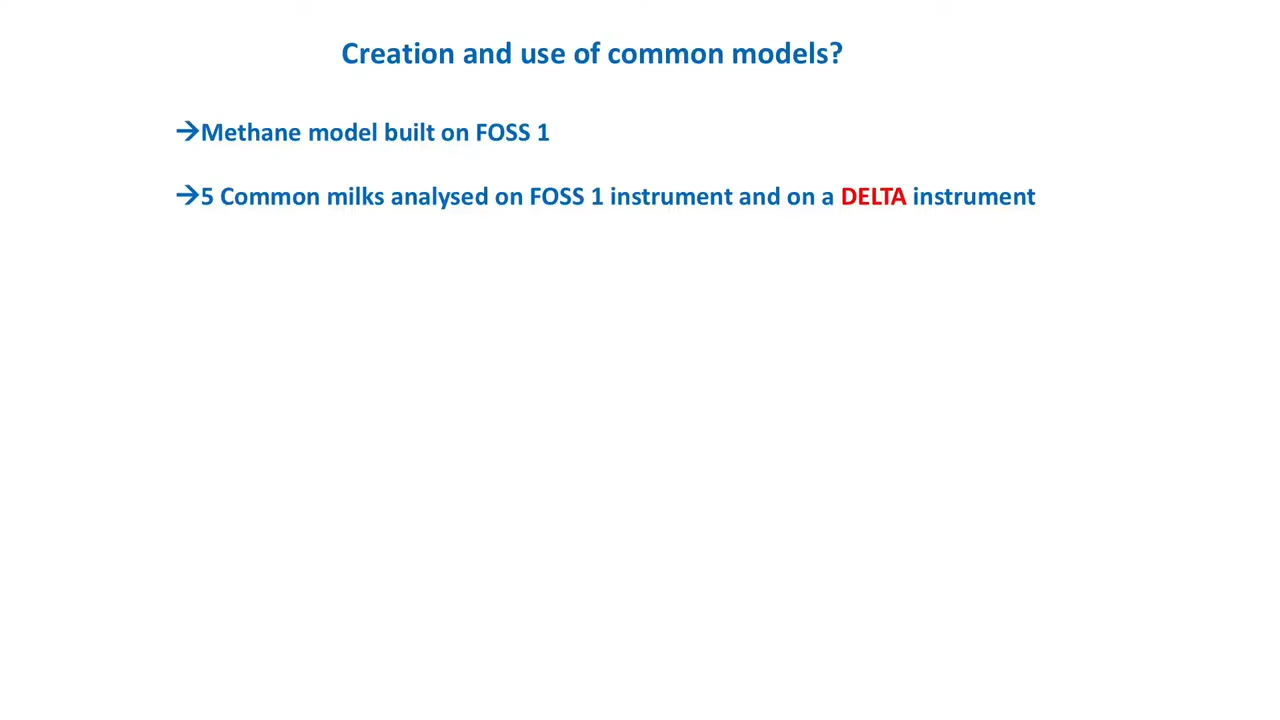 Creation and use of common models?
→Methane model built on FOSS 1
→5 Common milks analysed on FOSS 1 instrument and on a DELTA instrument